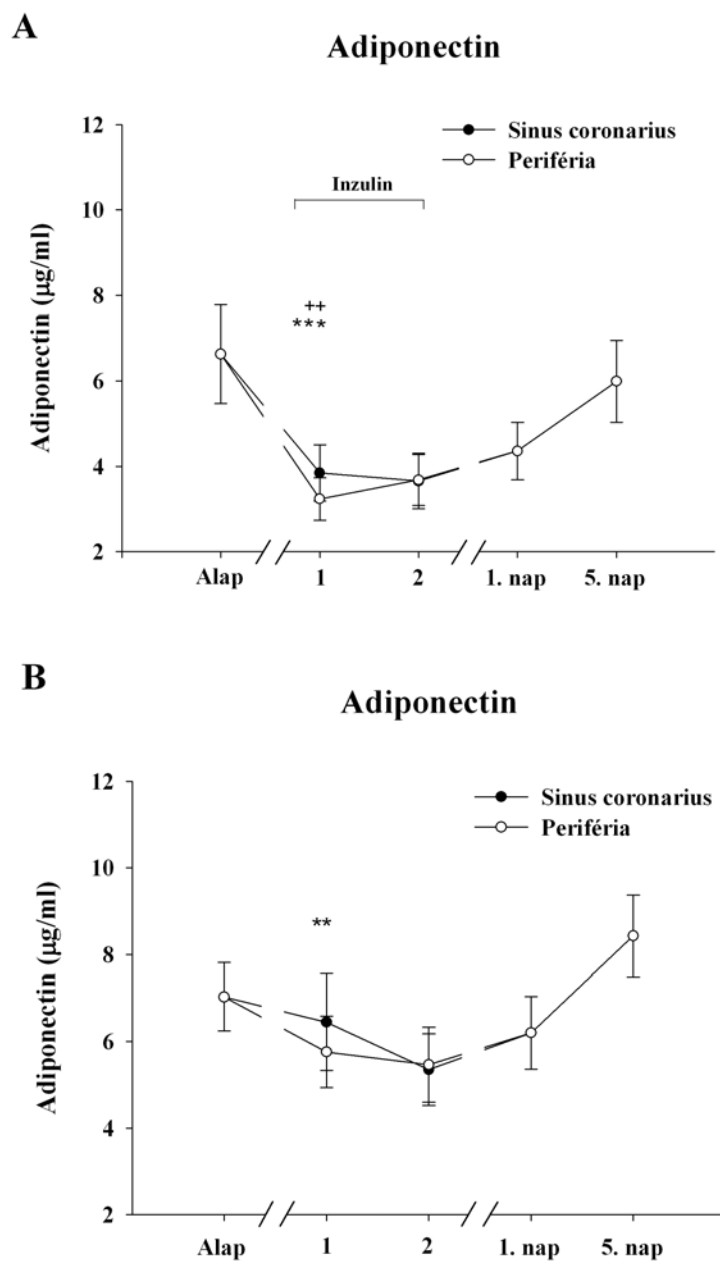 A
Adiponectin
Adiponectin (µg/ml)
12
10
8
6
4
2
Sinus coronarius
Periféria
Inzulin
++
***
Alap 1 2 1. nap 5. nap
B
Adiponectin
Adiponectin (µg/ml)
12
10
8
6
4
2
Sinus coronarius
Periféria
**
Alap 1 2 1. nap 5. nap